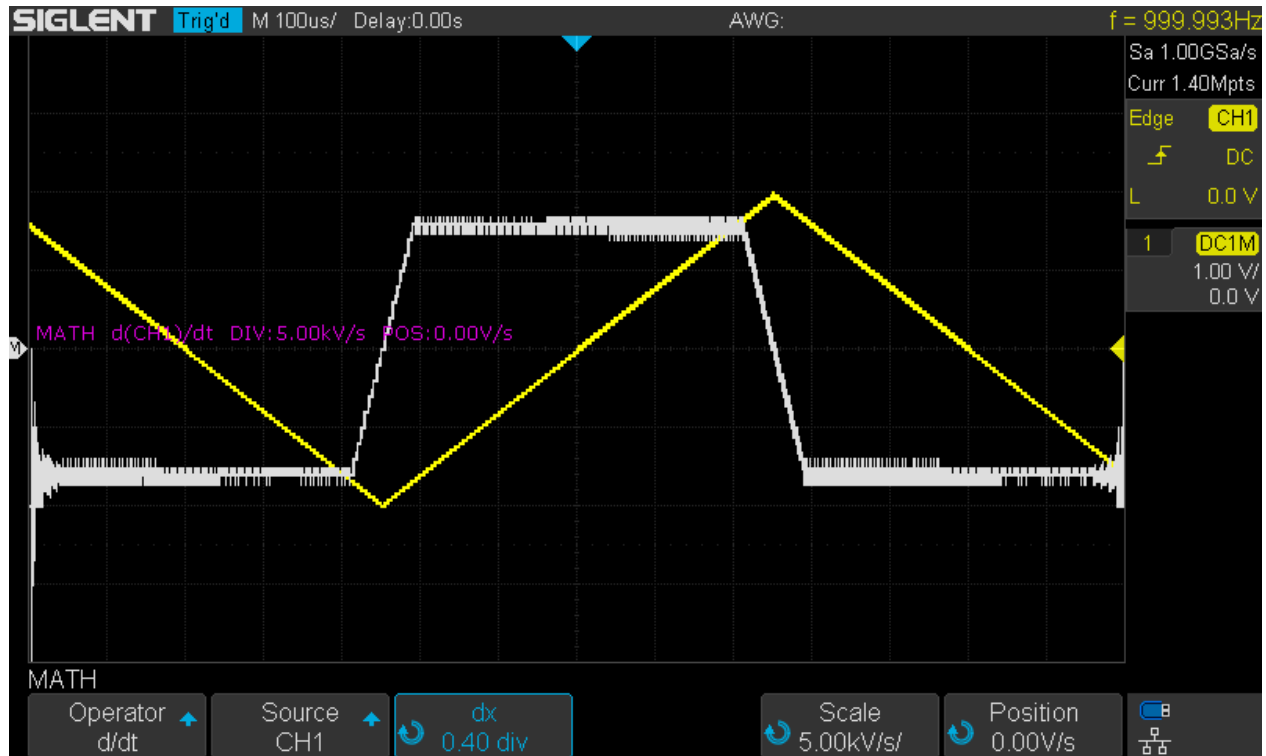 SIGLENT Trig'd M 100us/ Delay:0.00s AWG: f = 999.993Hz
Sa 1.00GSa/s
Curr 1.40Mpts
Edge CH1
DC
L 0.0 V
1 DC1M
1.00 V/
0.0 V
M
MATH d(CH1)/dt DIV:5.00kV/s POS:0.00V/s
MATH
Operator Source dx Scale Position
d/dt CH1 0.40 div 5.00kV/s/ 0.00V/s